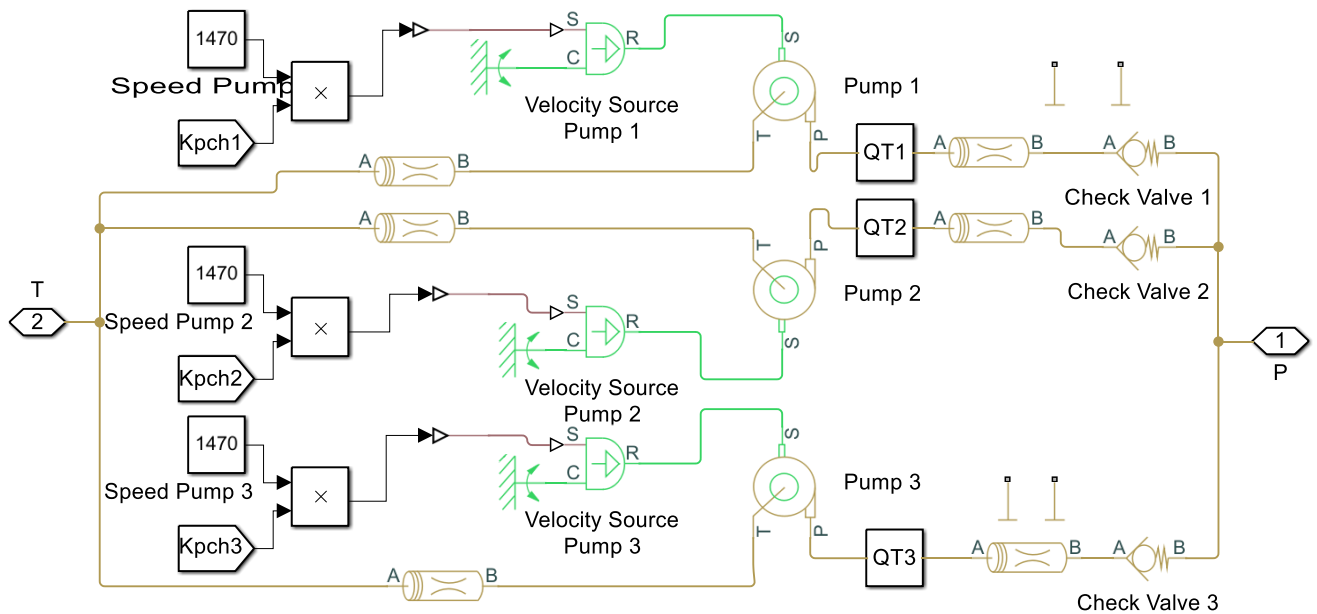 1470
Speed Pump
×
Kpch1
S
C
R
Velocity Source
Pump 1
S
T
P
Pump 1
QT1
A
B
A
B
Check Valve 1
A
B
A
B
T
P
S
Pump 2
QT2
A
B
A
B
Check Valve 2
T
2
1470
Speed Pump 2
×
Kpch2
S
C
R
Velocity Source
Pump 2
1
P
1470
Speed Pump 3
×
Kpch3
S
C
R
Velocity Source
Pump 3
S
T
P
Pump 3
QT3
A
B
A
B
Check Valve 3
A
B